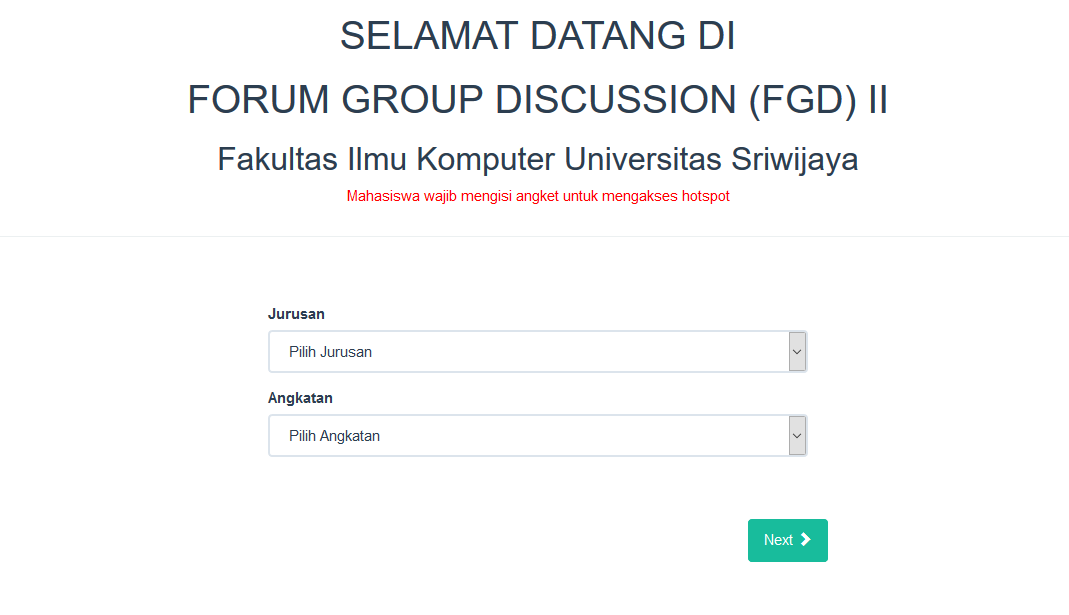 SELAMAT DATANG DI
FORUM GROUP DISCUSSION (FGD) II
Fakultas Ilmu Komputer Universitas Sriwijaya
Mahasiswa wajib mengisi angket untuk mengakses hotspot
Jurusan
Pilih Jurusan
Angkatan
Pilih Angkatan
Next